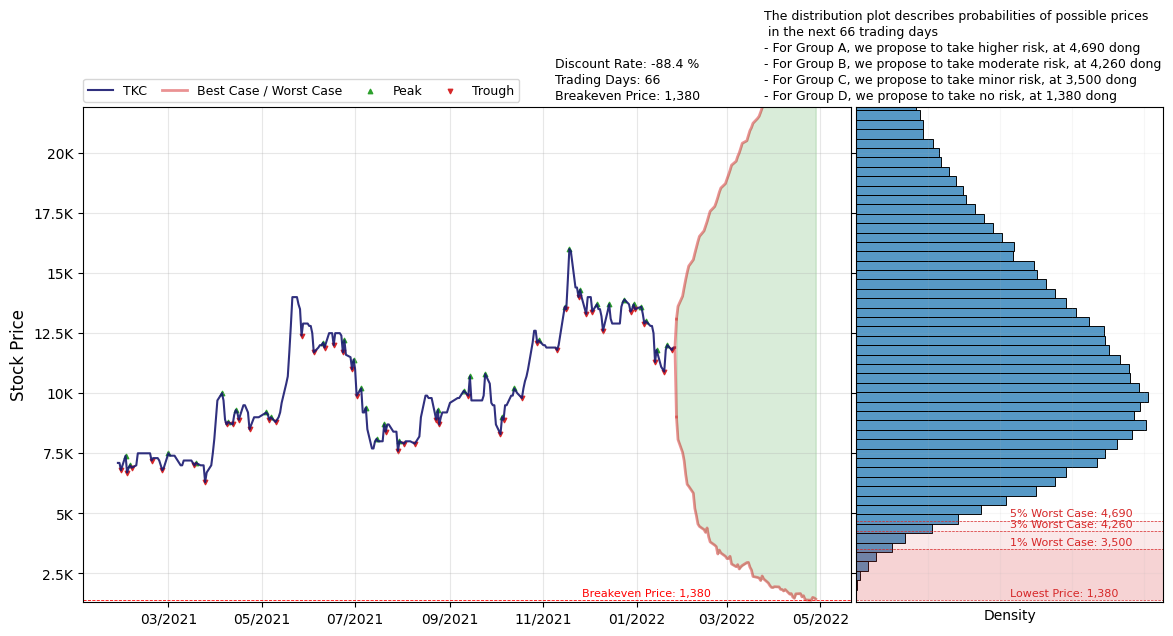 The distribution plot describes probabilities of possible prices
in the next 66 trading days
- For Group A, we propose to take higher risk, at 4,690 dong
- For Group B, we propose to take moderate risk, at 4,260 dong
- For Group C, we propose to take minor risk, at 3,500 dong
- For Group D, we propose to take no risk, at 1,380 dong
Discount Rate: -88.4 %
Trading Days: 66
Breakeven Price: 1,380
TKC
Best Case / Worst Case
Peak
Trough
Stock Price
20K
17.5K
15K
12.5K
10K
7.5K
5K
2.5K
Breakeven Price: 1,380
5% Worst Case: 4,690
3% Worst Case: 4,260
1% Worst Case: 3,500
Lowest Price: 1,380
03/2021
05/2021
07/2021
09/2021
11/2021
01/2022
03/2022
05/2022
Density